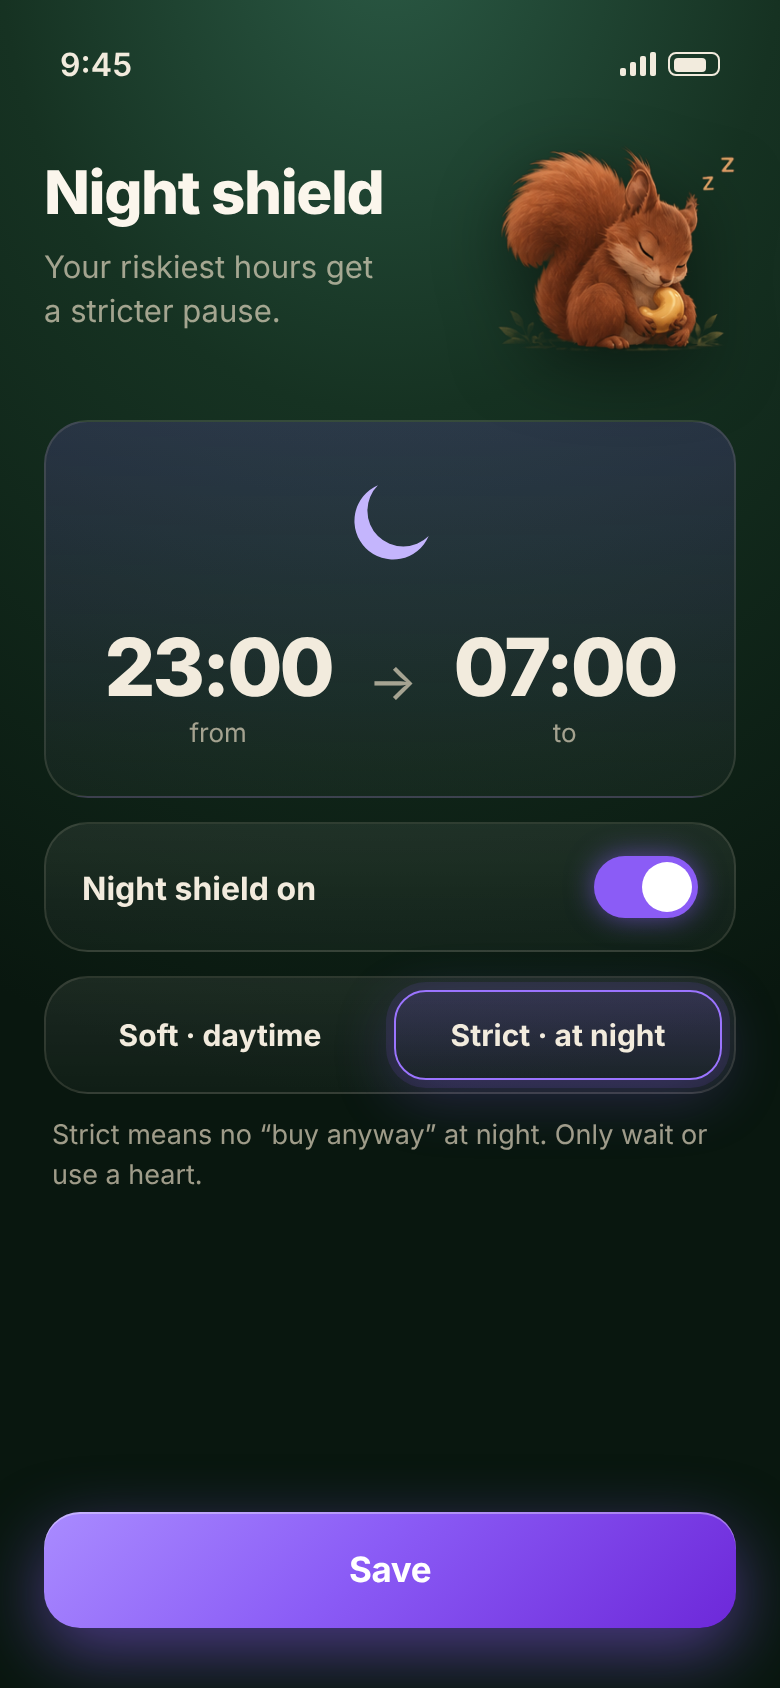 9:45
Night shield
z z
Your riskiest hours get
a stricter pause.
23:00 → 07:00
from to
Night shield on
Soft · daytime Strict · at night
Strict means no “buy anyway” at night. Only wait or
use a heart.
Save